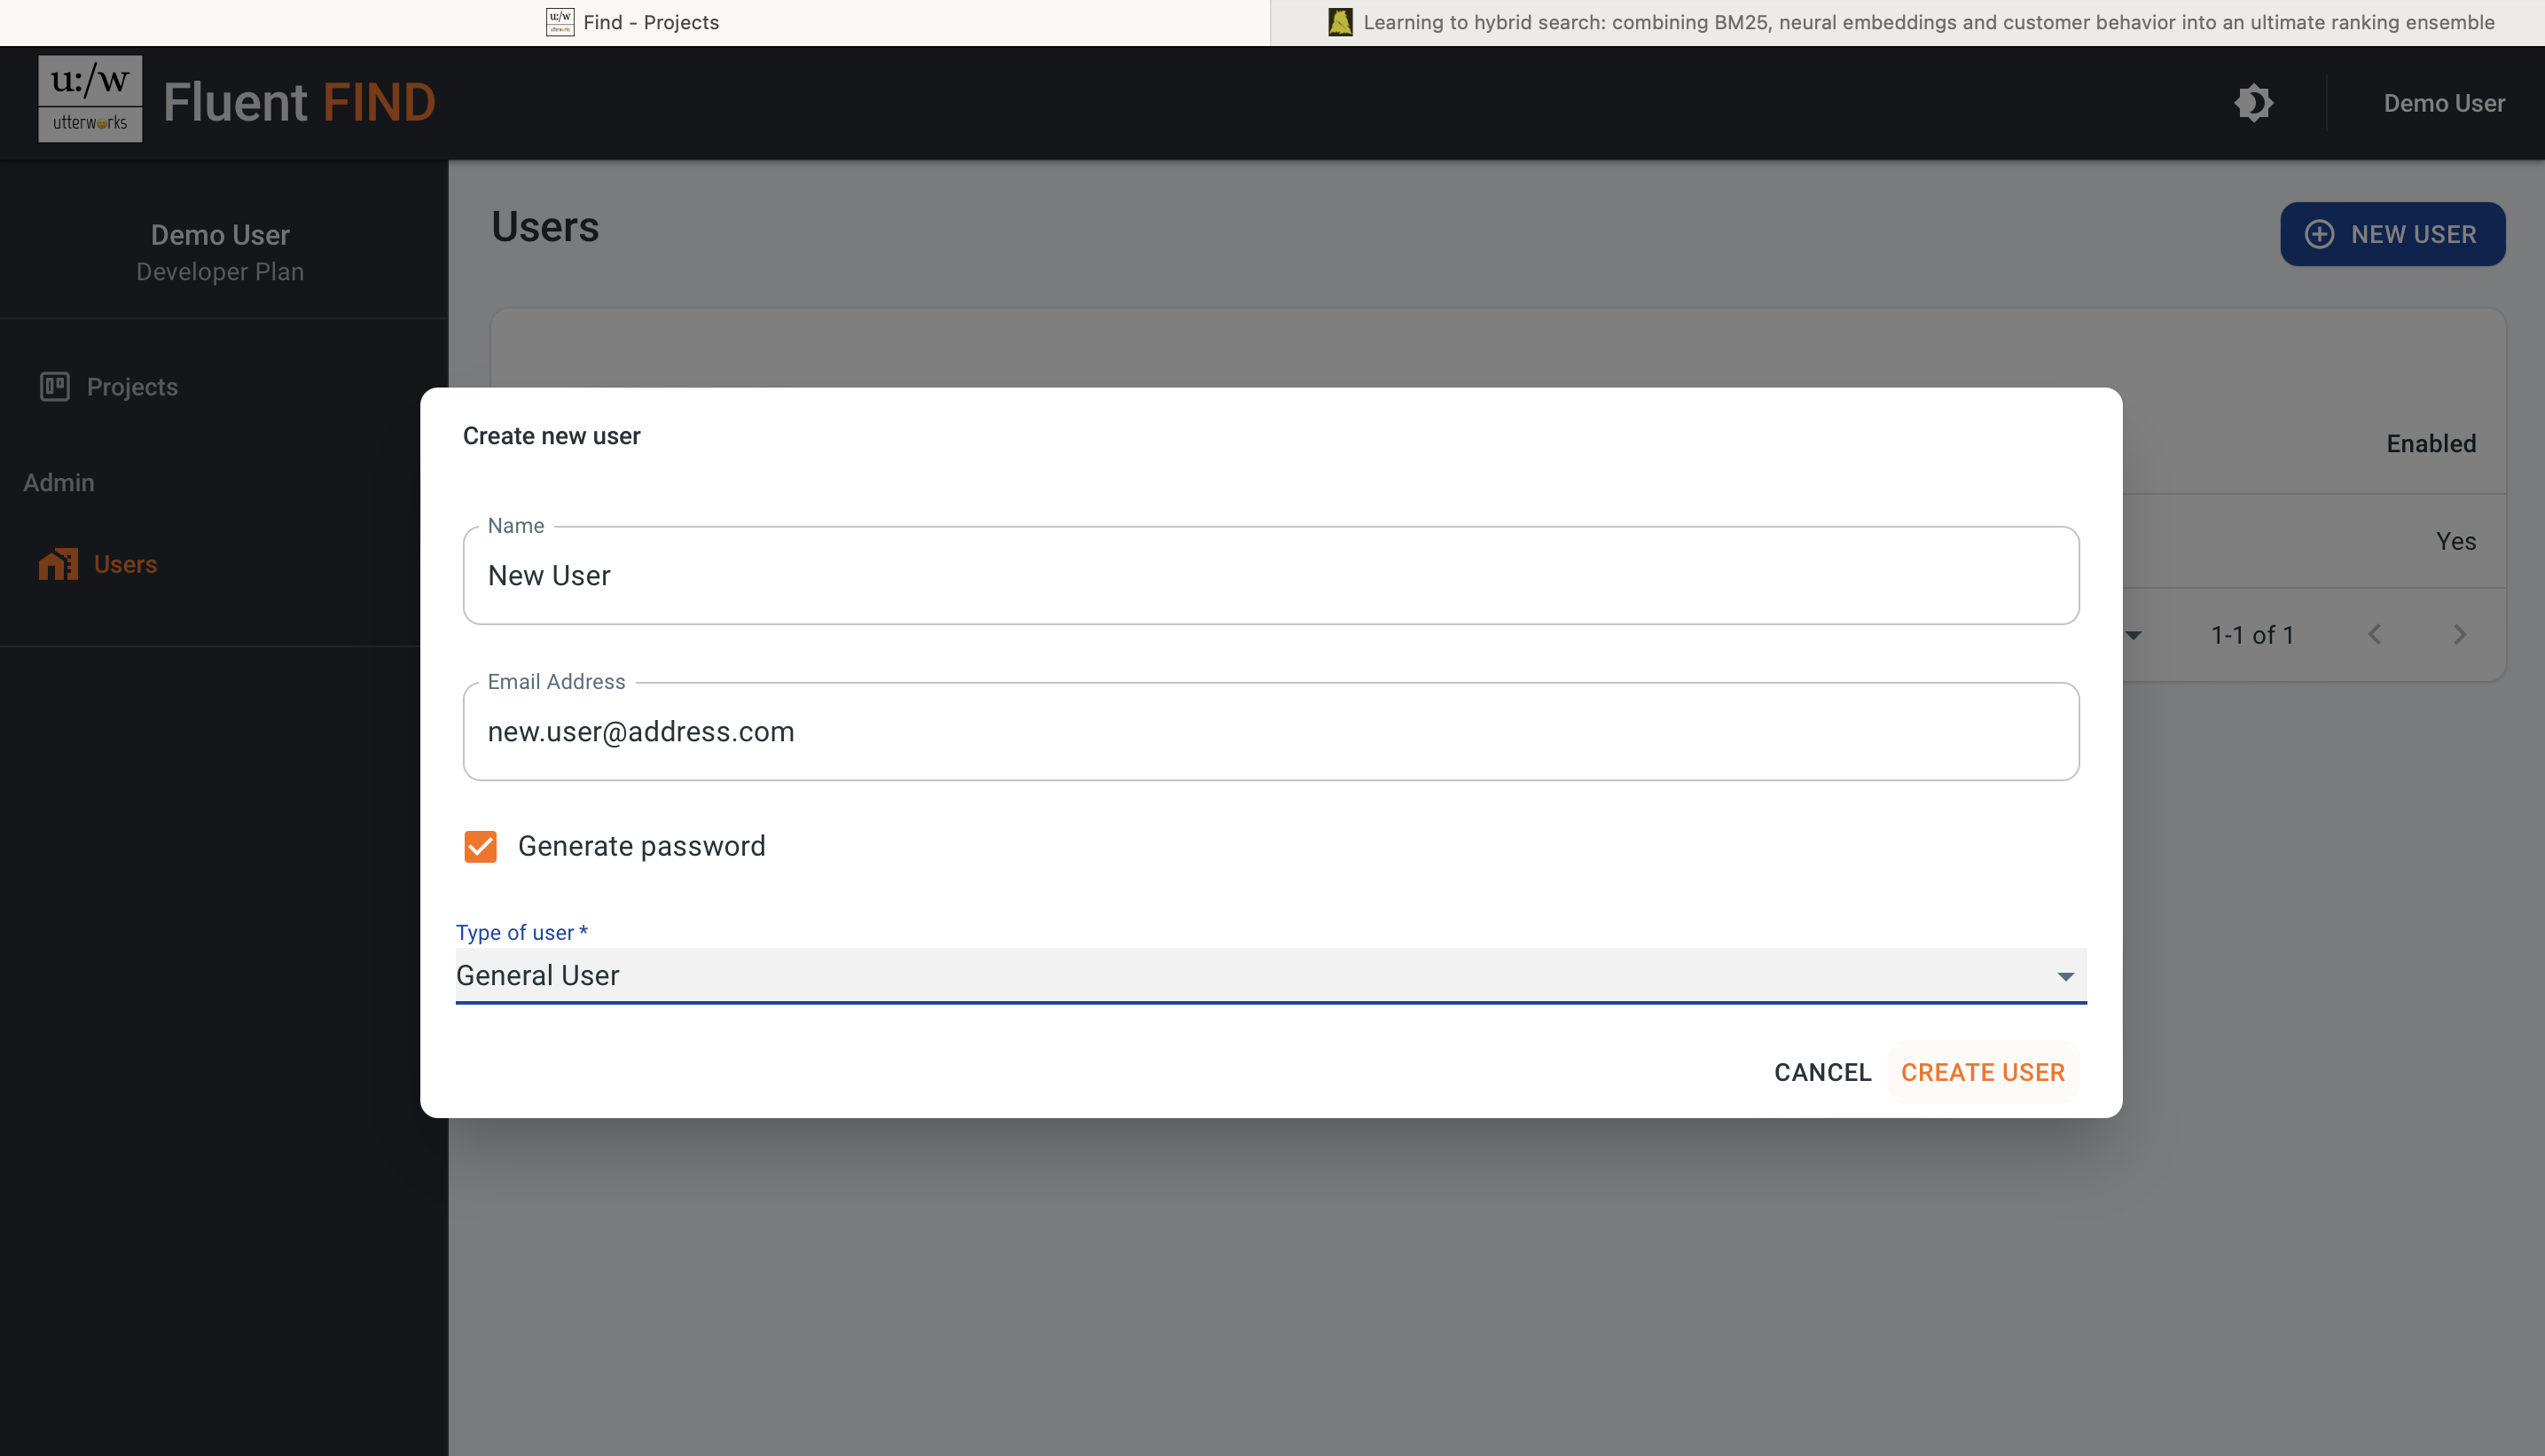 u:/w
utterworks
Find - Projects
Learning to hybrid search: combining BM25, neural embeddings and customer behavior into an ultimate ranking ensemble
u:/w
utterworks
Fluent FIND
Demo User
Demo User
Developer Plan
Projects
Admin
Users
Users
NEW USER
Enabled
Yes
1-1 of 1
Create new user
Name
New User
Email Address
new.user@address.com
Generate password
Type of user *
General User
CANCEL
CREATE USER